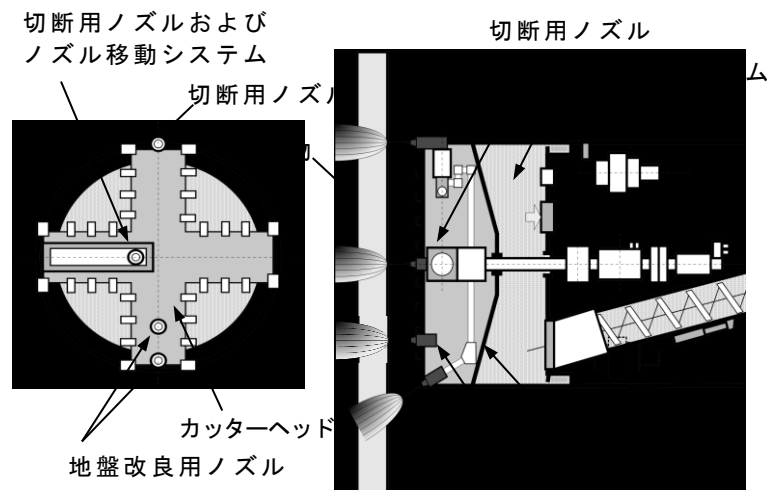 切断用ノズルおよび
ノズル移動システム
切断用ノズル
切断用ノズル
ム
物
カッターヘッド
地盤改良用ノズル